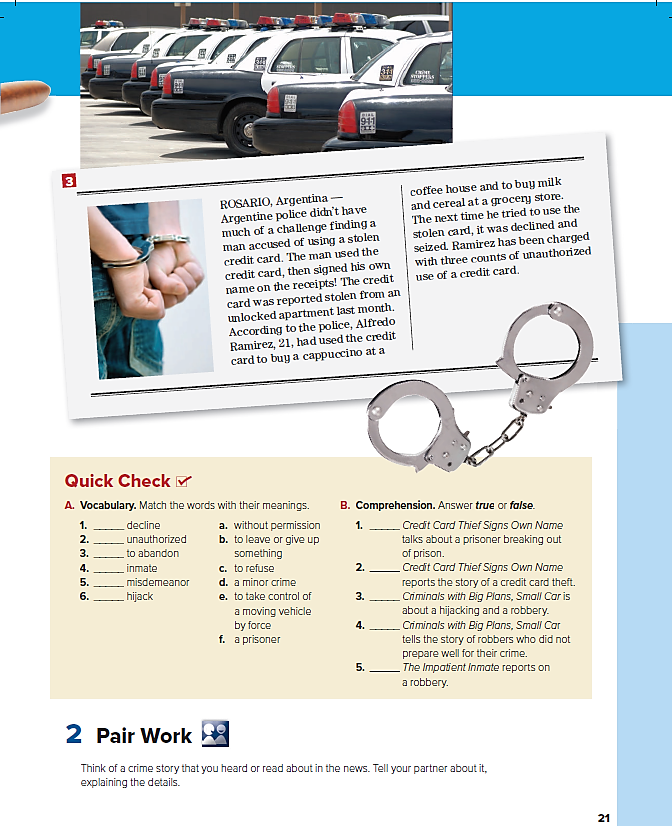 911
CRIME
STOPPERS
911
3
ROSARIO, Argentina —
Argentine police didn't have
much of a challenge finding a
man accused of using a stolen
credit card. The man used the
credit card, then signed his own
name on the receipts! The credit
card was reported stolen from an
unlocked apartment last month.
According to the police, Alfredo
Ramirez, 21, had used the credit
card to buy a cappuccino at a
coffee house and to buy milk
and cereal at a grocery store.
The next time he tried to use the
stolen card, it was declined and
seized. Ramirez has been charged
with three counts of unauthorized
use of a credit card.
Quick Check
A. Vocabulary. Match the words with their meanings.
1. ______ decline
2. ______ unauthorized
3. ______ to abandon
4. ______ inmate
5. ______ misdemeanor
6. ______ hijack
a. without permission
b. to leave or give up
something
c. to refuse
d. a minor crime
e. to take control of
a moving vehicle
by force
f. a prisoner
B. Comprehension. Answer true or false.
1. ______ Credit Card Thief Signs Own Name
talks about a prisoner breaking out
of prison.
2. ______ Credit Card Thief Signs Own Name
reports the story of a credit card theft.
3. ______ Criminals with Big Plans, Small Car is
about a hijacking and a robbery.
4. ______ Criminals with Big Plans, Small Car
tells the story of robbers who did not
prepare well for their crime.
5. ______ The Impatient Inmate reports on
a robbery.
2 Pair Work
Think of a crime story that you heard or read about in the news. Tell your partner about it,
explaining the details.
21